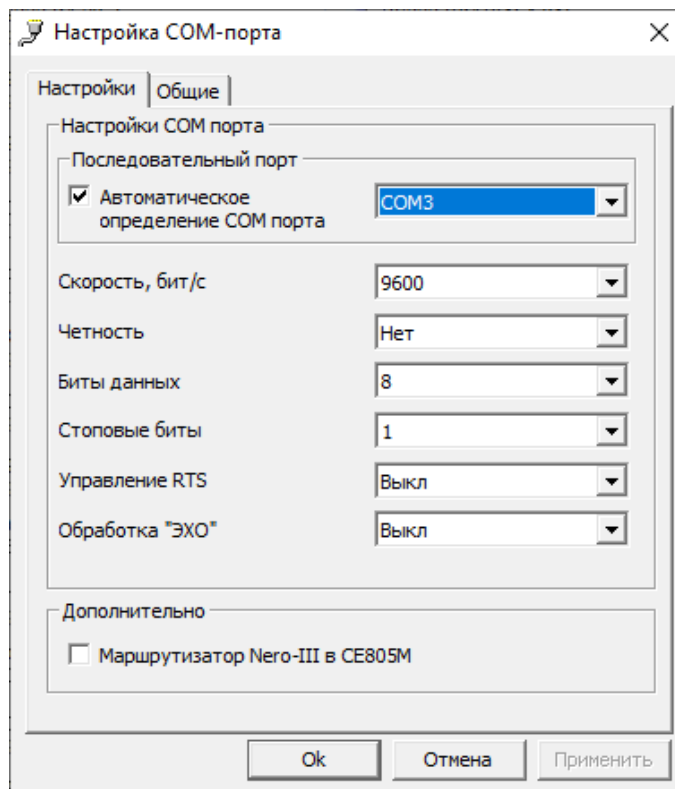 Настройка COM-порта
Настройки
Общие
Настройки COM порта
Последовательный порт
Автоматическое
определение COM порта
COM3
Скорость, бит/с
9600
Четность
Нет
Биты данных
8
Стоповые биты
1
Управление RTS
Выкл
Обработка "ЭХО"
Выкл
Дополнительно
Маршрутизатор Nero-III в CE805M
Ok
Отмена
Применить